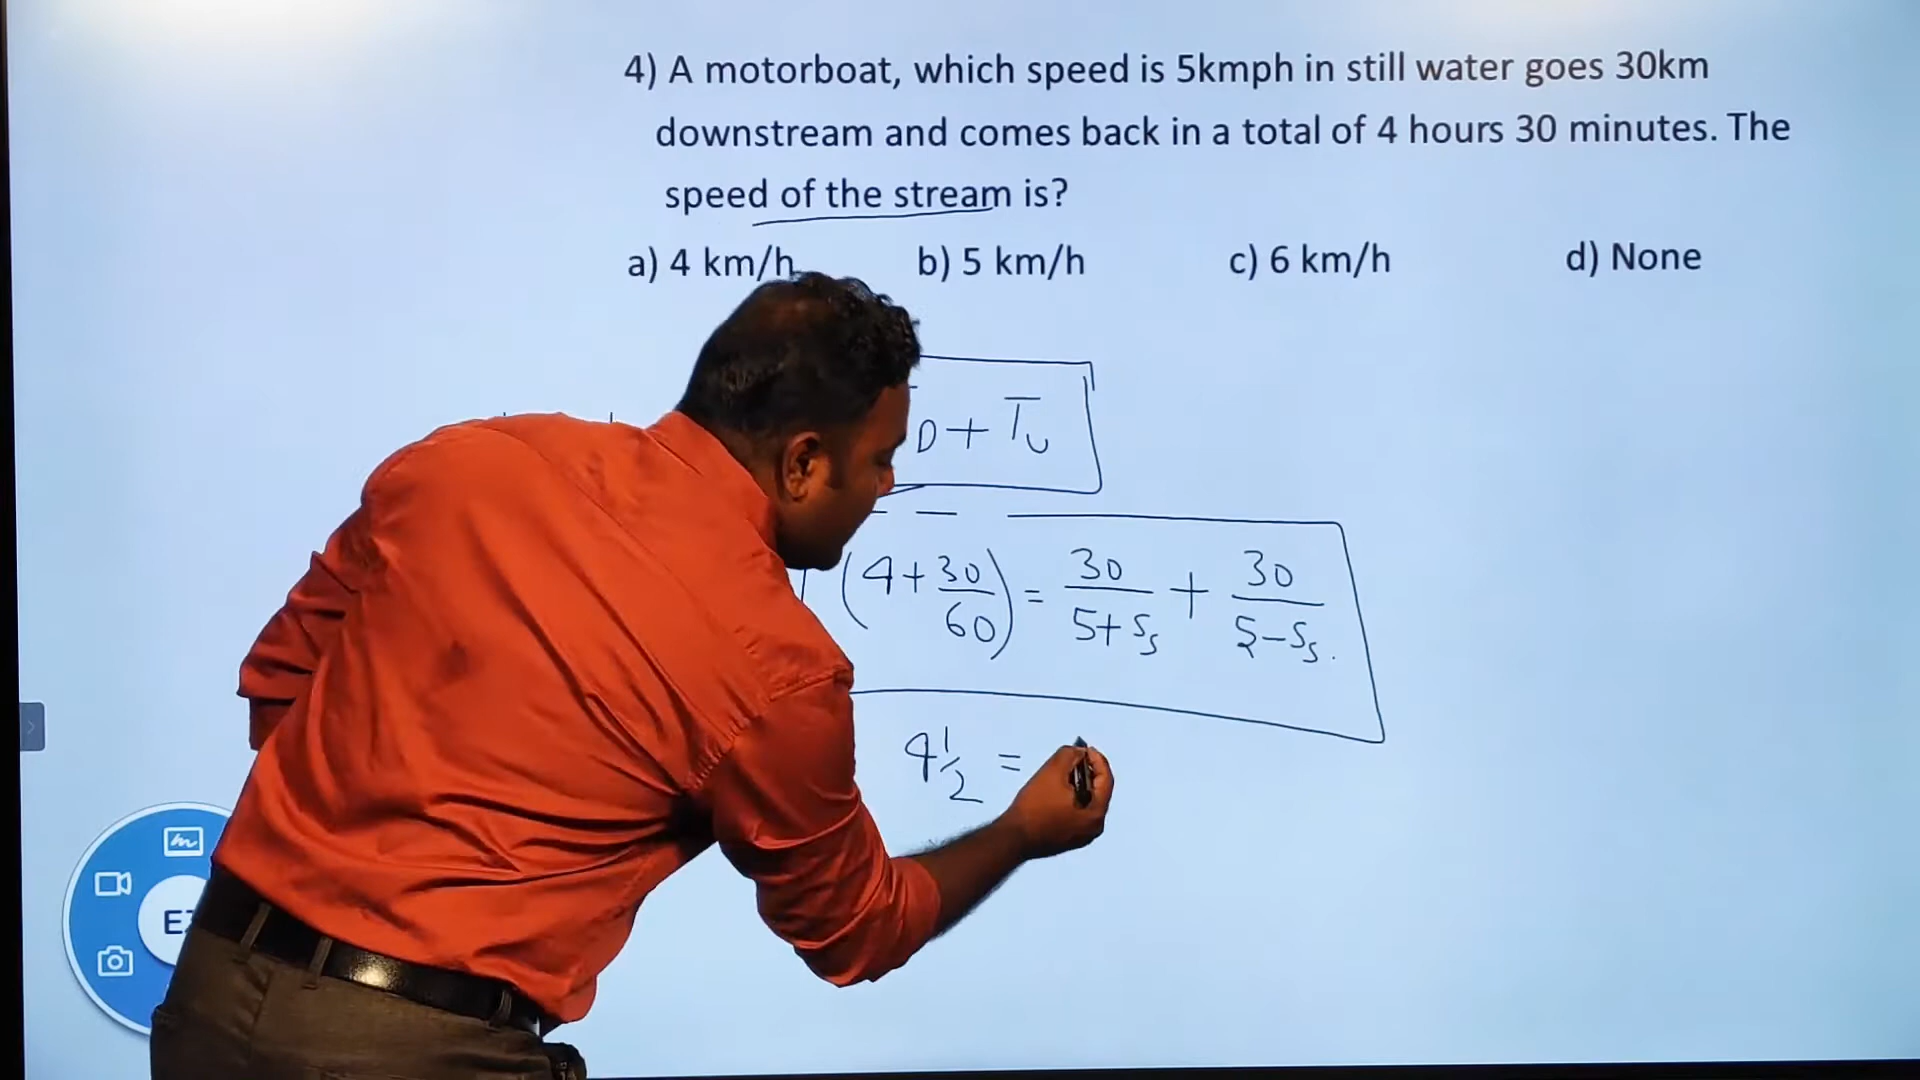 4) A motorboat, which speed is 5kmph in still water goes 30km
downstream and comes back in a total of 4 hours 30 minutes. The
speed of the stream is?
a) 4 km/h b) 5 km/h c) 6 km/h d) None
D + TU
(4 + 30/60) = 30/5+Ss + 30/5-Ss.
4 1/2 =